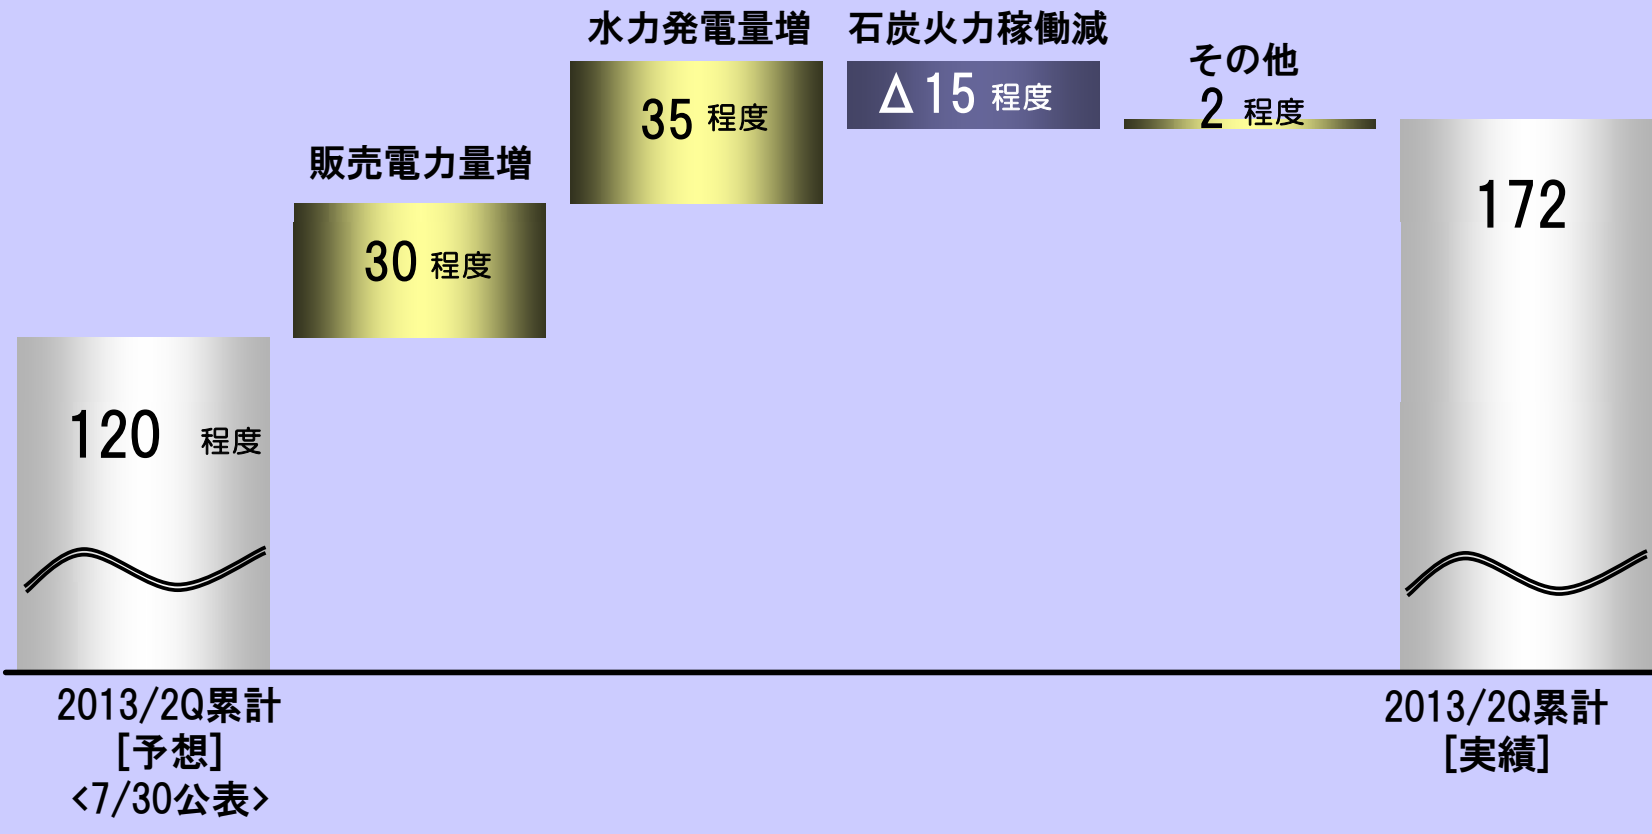 水力発電量増
35 程度
石炭火力稼働減
Δ15 程度
その他
2 程度
販売電力量増
30 程度
120 程度
172
2013/2Q累計
[予想]
<7/30公表>
2013/2Q累計
[実績]